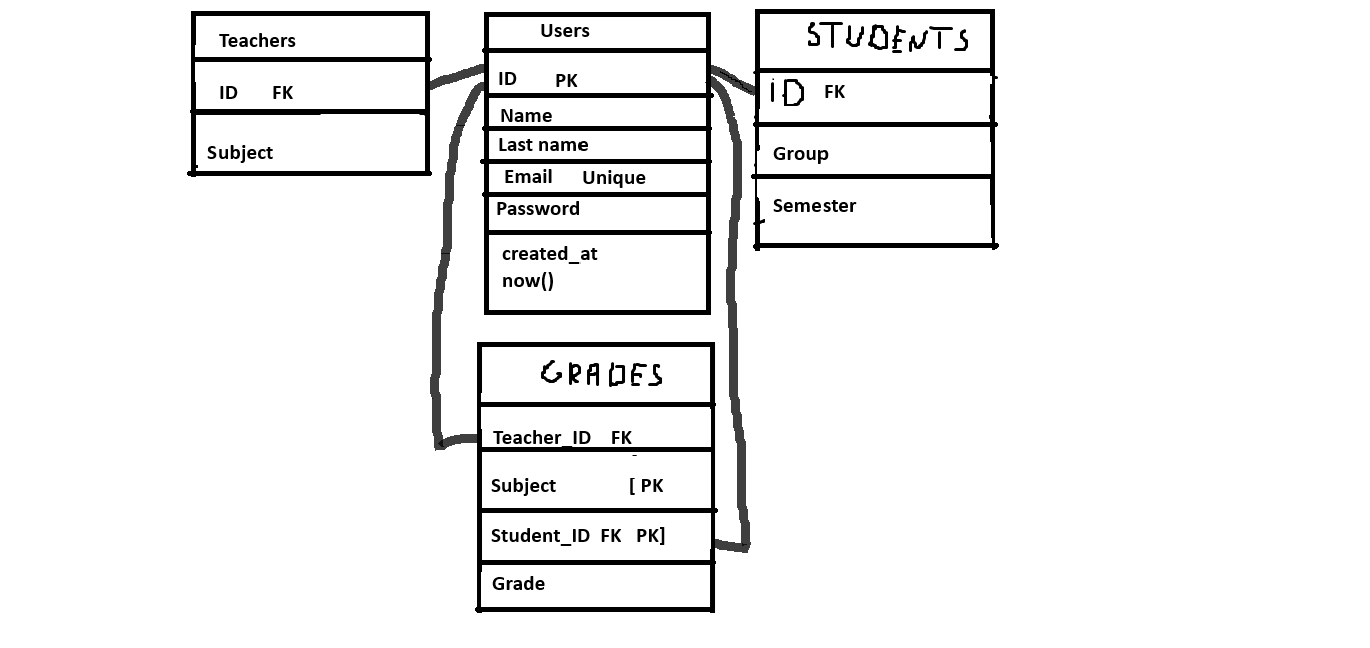 Teachers
ID FK
Subject
Users
ID PK
Name
Last name
Email Unique
Password
created_at
now()
STUDENTS
iD FK
Group
Semester
GRADES
Teacher_ID FK
Subject [ PK
Student_ID FK PK]
Grade